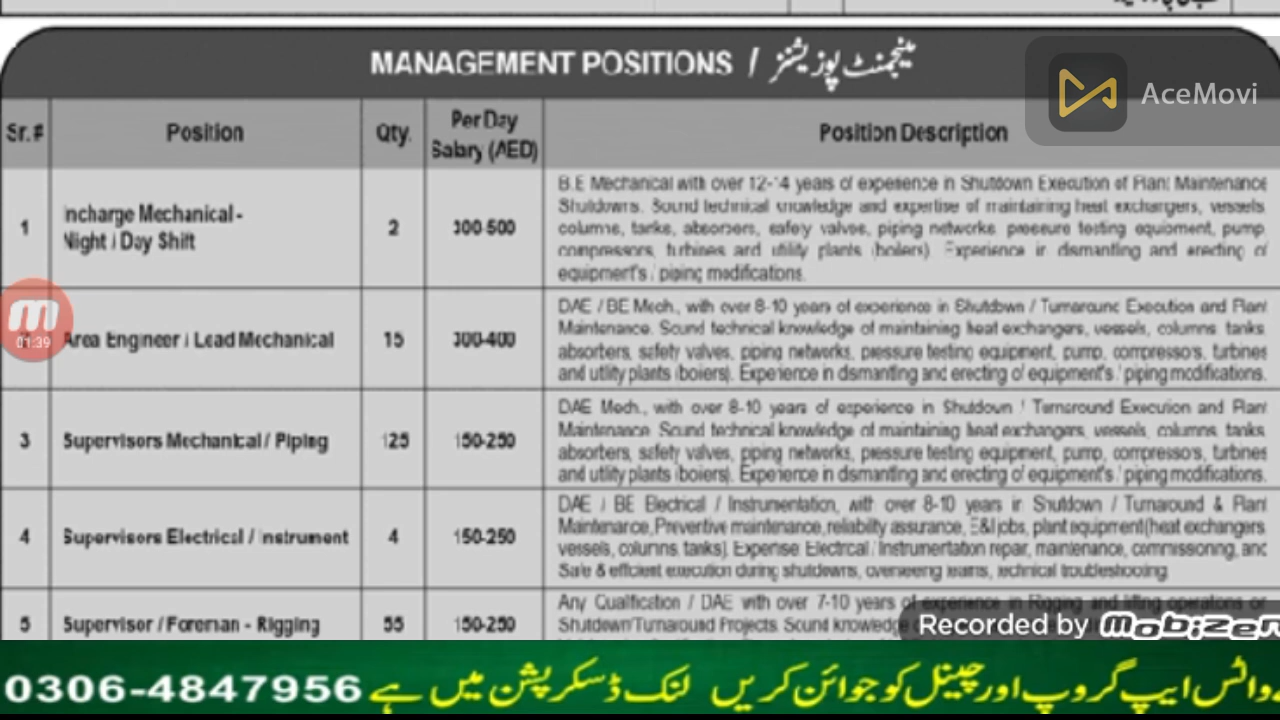 MANAGEMENT POSITIONS / مینجمنٹ پوزیشنز
AceMovi
Sr.# Position Qty. Per Day Salary (AED) Position Description
1 Incharge Mechanical - Night / Day Shift 2 300-500
B.E Mechanical with over 12-14 years of experience in Shutdown Execution of Plant Maintenance
Shutdowns. Sound technical knowledge and expertise of maintaining heat exchangers, vessels,
columns, tanks, absorbers, safety valves, piping networks, pressure testing equipment, pump,
compressors, turbines and utility plants (boilers). Experience in dismantling and erecting of
equipment's / piping modifications.
01:39
Area Engineer / Lead Mechanical 15 300-400
DAE / BE Mech., with over 8-10 years of experience in Shutdown / Turnaround Execution and Plant
Maintenance. Sound technical knowledge of maintaining heat exchangers, vessels, columns, tanks,
absorbers, safety valves, piping networks, pressure testing equipment, pump, compressors, turbines
and utility plants (boilers). Experience in dismantling and erecting of equipment's / piping modifications.
3 Supervisors Mechanical / Piping 125 150-250
DAE Mech., with over 8-10 years of experience in Shutdown / Turnaround Execution and Plant
Maintenance. Sound technical knowledge of maintaining heat exchangers, vessels, columns, tanks,
absorbers, safety valves, piping networks, pressure testing equipment, pump, compressors, turbines
and utility plants (boilers). Experience in dismantling and erecting of equipment's / piping modifications.
4 Supervisors Electrical / Instrument 4 150-250
DAE / BE Electrical / Instrumentation, with over 8-10 years in Shutdown / Turnaround & Plant
Maintenance, Preventive maintenance, reliability assurance, E&I jobs, plant equipment(heat exchangers,
vessels, columns, tanks). Expertise: Electrical / Instrumentation repair, maintenance, commissioning, and
Safe & efficient execution during shutdowns, overseeing teams, technical troubleshooting.
5 Supervisor / Foreman - Rigging 55 150-250
Any Qualification / DAE with over 7-10 years of experience in Rigging and lifting operations on
Shutdown/Turnaround Projects. Sound knowledge
Recorded by Mobizen
واٹس ایپ گروپ اور چینل کو جوائن کریں لنک ڈسکرپشن میں ہے 0306-4847956